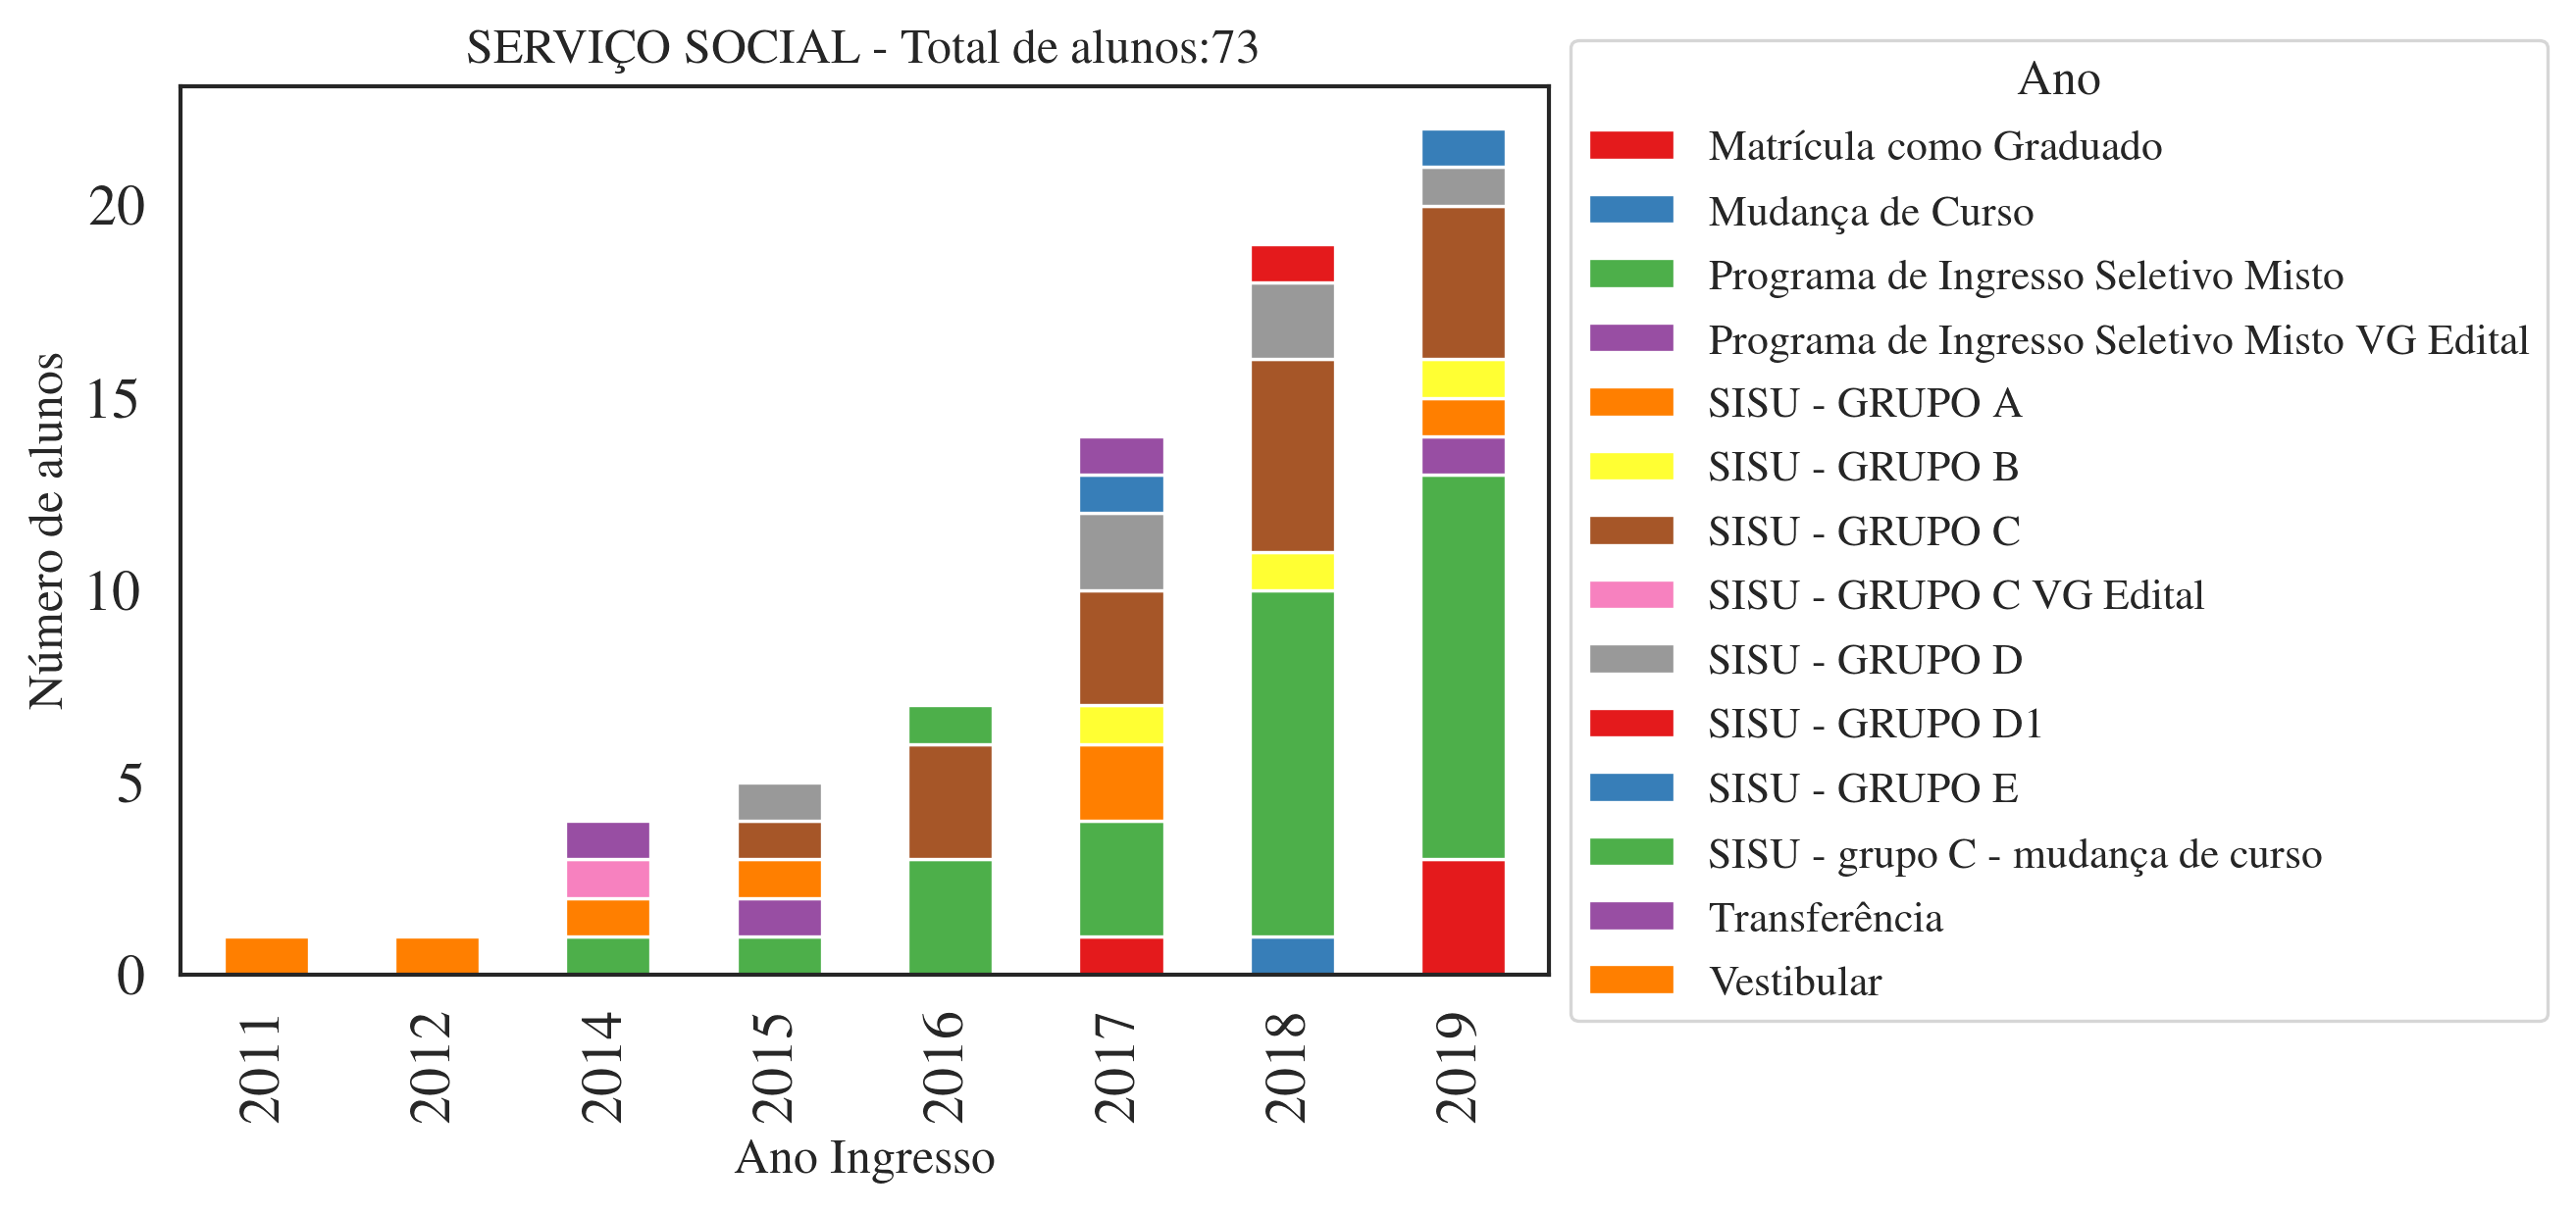 SERVIÇO SOCIAL - Total de alunos:73
Número de alunos
20
15
10
5
0
2011
2012
2014
2015
2016
2017
2018
2019
Ano Ingresso
Ano
Matrícula como Graduado
Mudança de Curso
Programa de Ingresso Seletivo Misto
Programa de Ingresso Seletivo Misto VG Edital
SISU - GRUPO A
SISU - GRUPO B
SISU - GRUPO C
SISU - GRUPO C VG Edital
SISU - GRUPO D
SISU - GRUPO D1
SISU - GRUPO E
SISU - grupo C - mudança de curso
Transferência
Vestibular